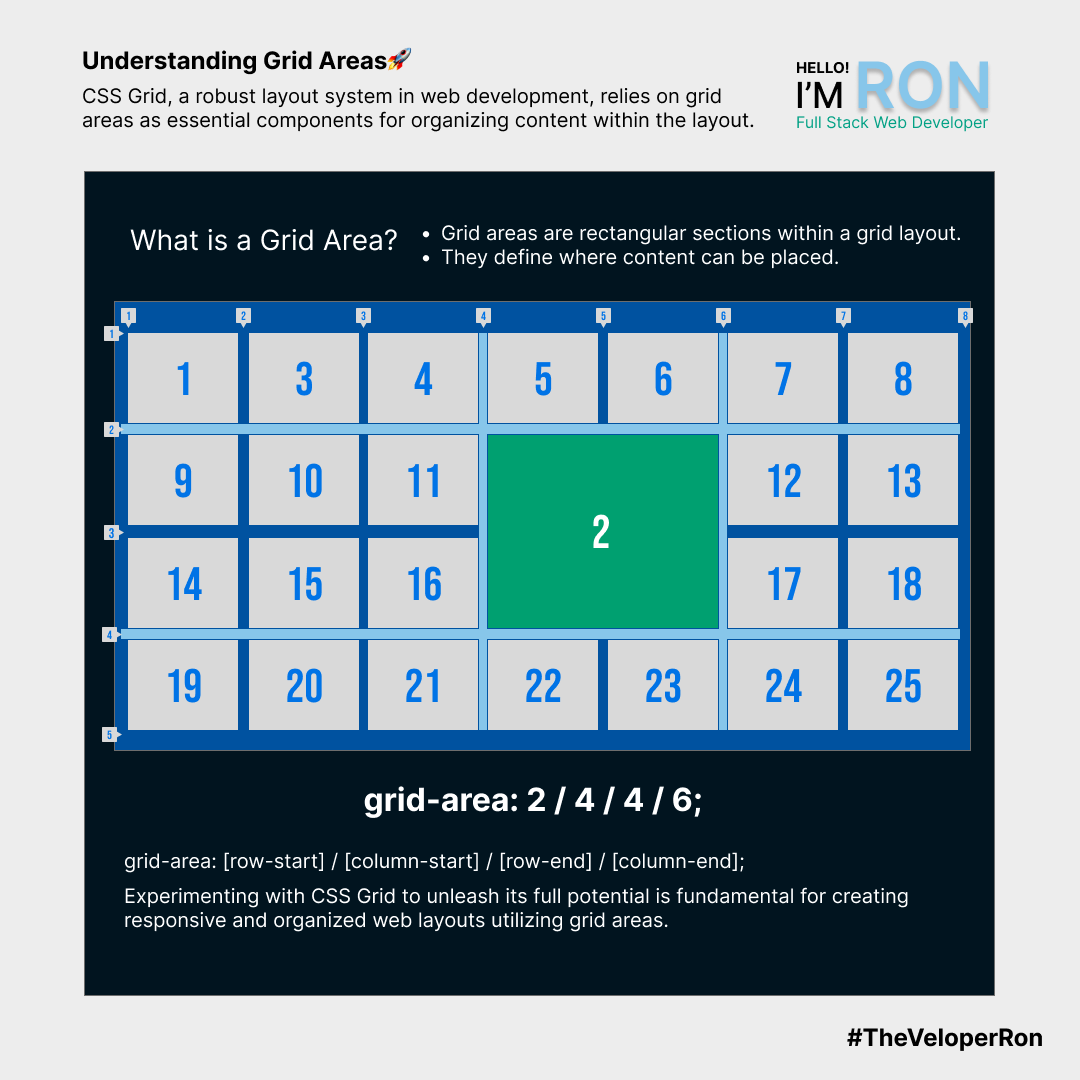 Understanding Grid Areas🚀
CSS Grid, a robust layout system in web development, relies on grid
areas as essential components for organizing content within the layout.
HELLO!
I'M RON
Full Stack Web Developer
What is a Grid Area?
• Grid areas are rectangular sections within a grid layout.
• They define where content can be placed.
1 2 3 4 5 6 7 8
1
1 3 4 5 6 7 8
2
9 10 11 2 12 13
3
14 15 16 17 18
4
19 20 21 22 23 24 25
5
grid-area: 2 / 4 / 4 / 6;
grid-area: [row-start] / [column-start] / [row-end] / [column-end];
Experimenting with CSS Grid to unleash its full potential is fundamental for creating
responsive and organized web layouts utilizing grid areas.
#TheVeloperRon